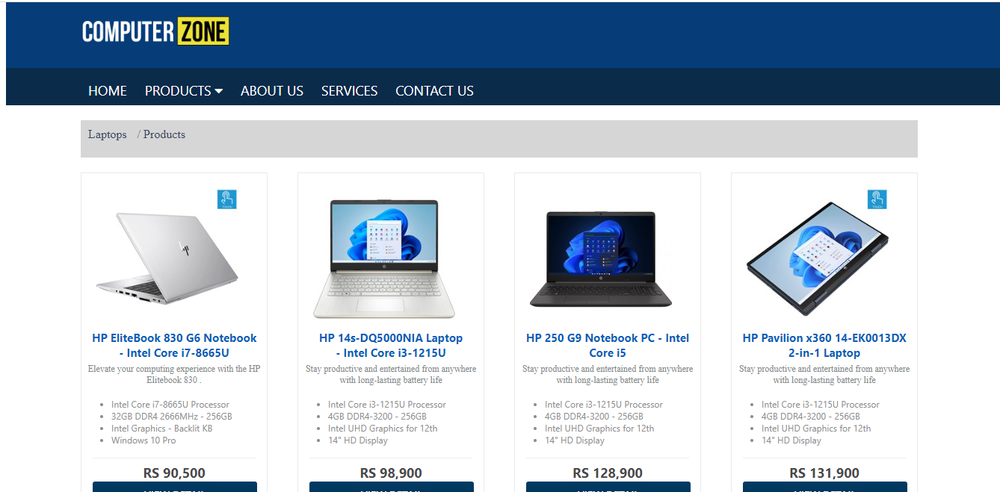 COMPUTER ZONE
HOME PRODUCTS ABOUT US SERVICES CONTACT US
Laptops / Products
TOUCH
HP EliteBook 830 G6 Notebook
- Intel Core i7-8665U
Elevate your computing experience with the HP
Elitebook 830 .
Intel Core i7-8665U Processor
32GB DDR4 2666MHz - 256GB
Intel Graphics - Backlit KB
Windows 10 Pro
RS 90,500
HP 14s-DQ5000NIA Laptop
- Intel Core i3-1215U
Stay productive and entertained from anywhere
with long-lasting battery life
Intel Core i3-1215U Processor
4GB DDR4-3200 - 256GB
Intel UHD Graphics for 12th
14" HD Display
RS 98,900
HP 250 G9 Notebook PC - Intel
Core i5
Stay productive and entertained from anywhere
with long-lasting battery life
Intel Core i3-1215U Processor
4GB DDR4-3200 - 256GB
Intel UHD Graphics for 12th
14" HD Display
RS 128,900
TOUCH
HP Pavilion x360 14-EK0013DX
2-in-1 Laptop
Stay productive and entertained from anywhere
with long-lasting battery life
Intel Core i3-1215U Processor
4GB DDR4-3200 - 256GB
Intel UHD Graphics for 12th
14" HD Display
RS 131,900